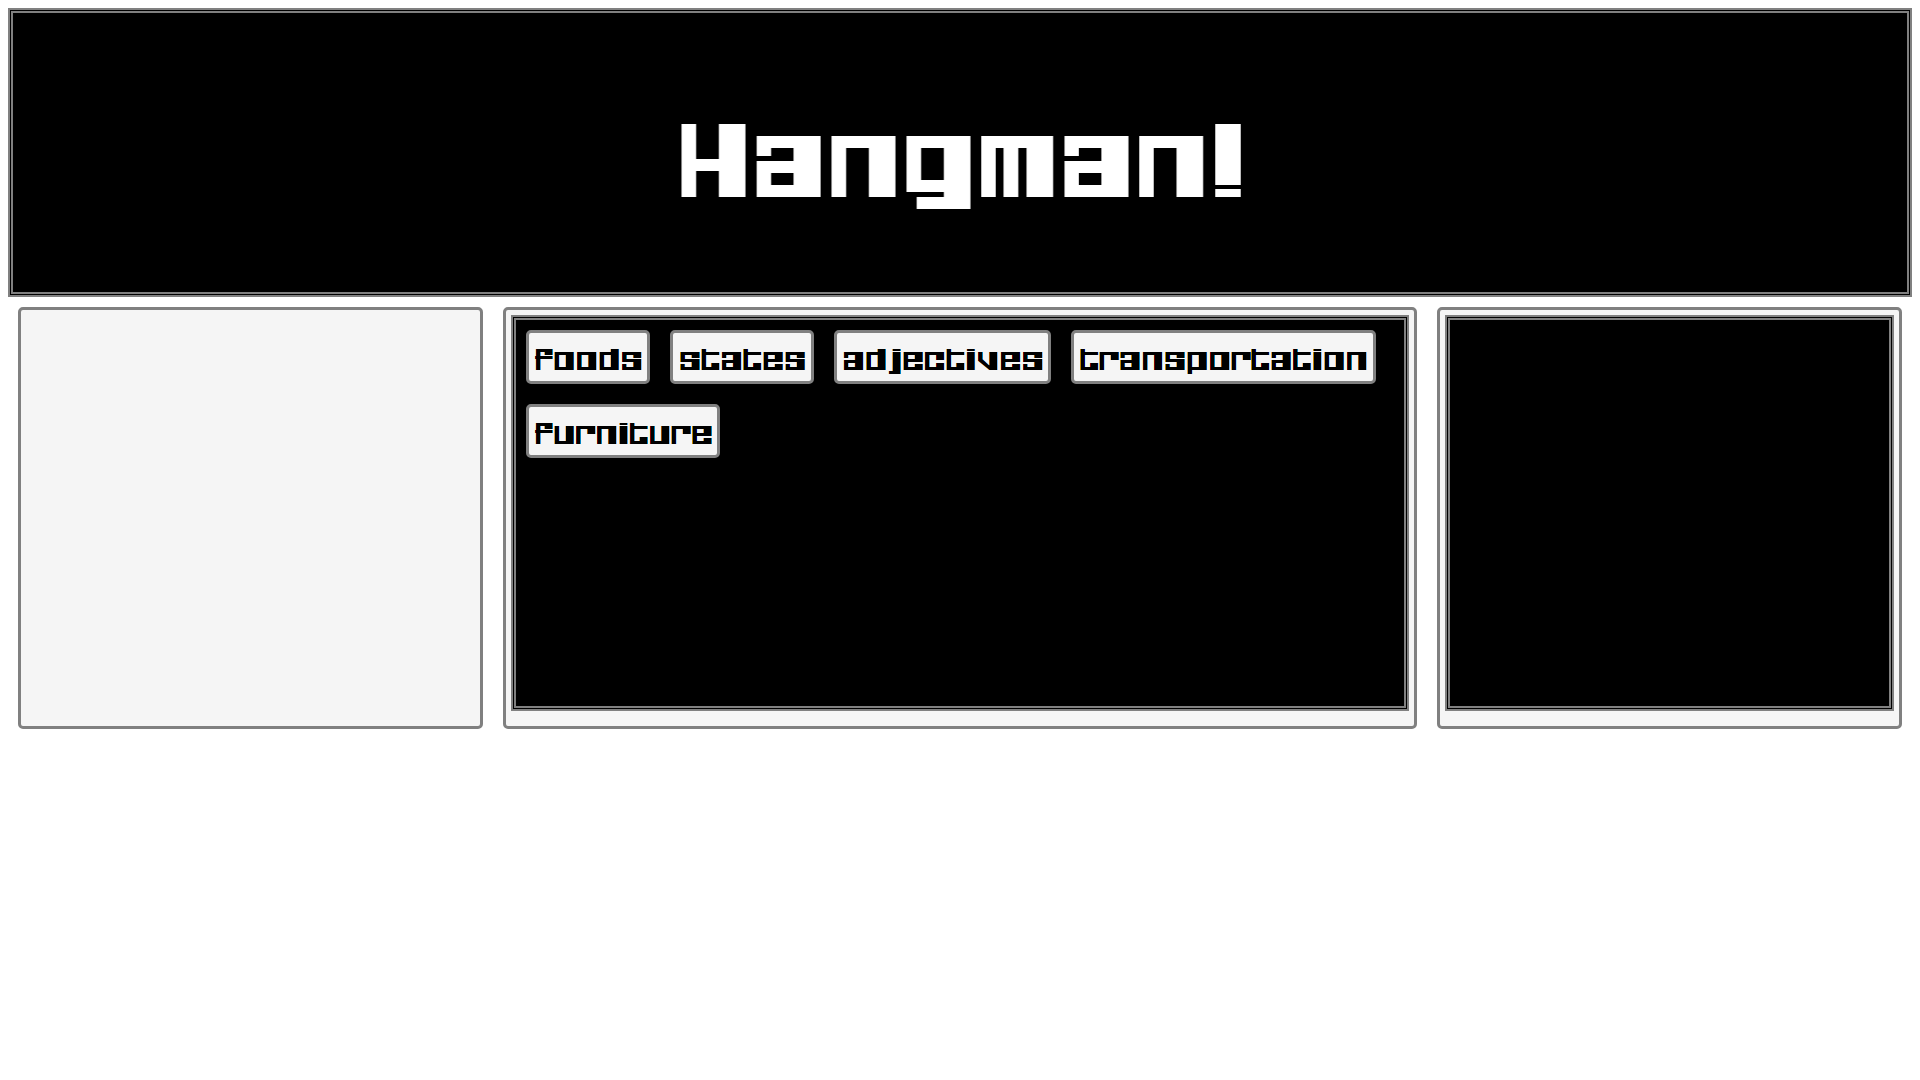 Hangman!
foods states adjectives transportation
furniture